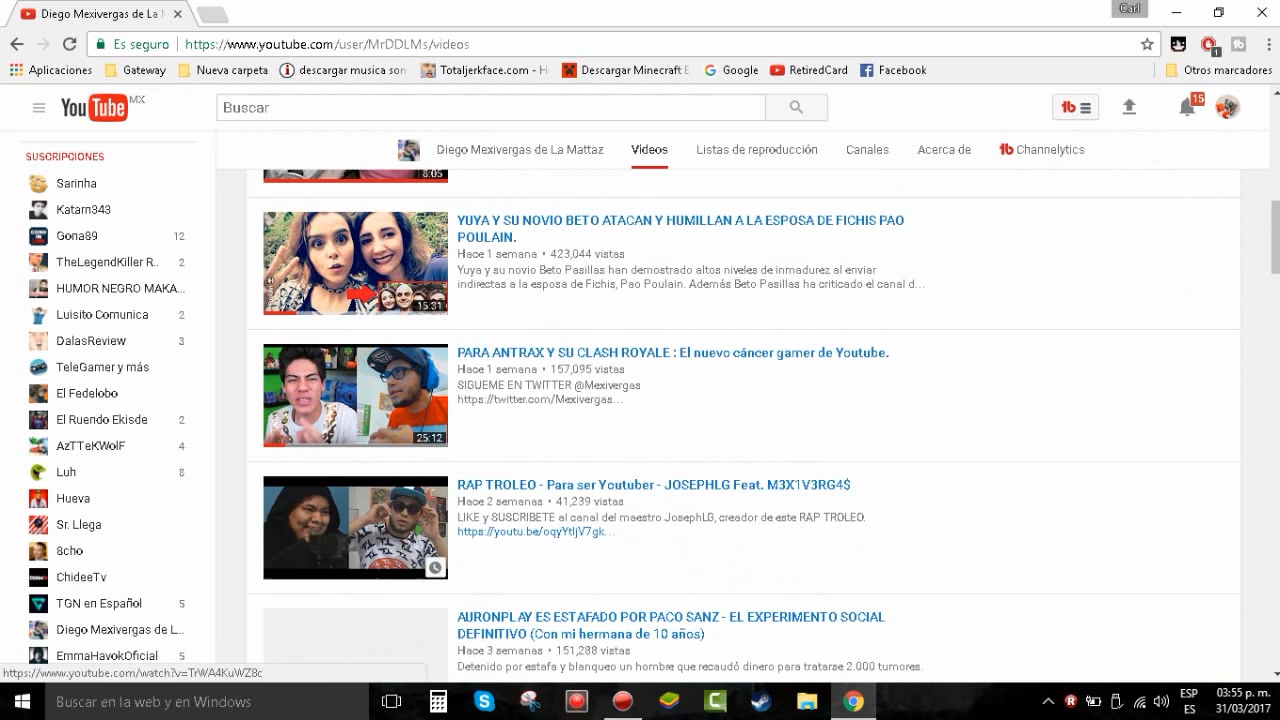 Diego Mexivergas de La M
Carl
Es seguro https://www.youtube.com/user/MrDDLMs/videos
1
Aplicaciones Gateway Nueva carpeta descargar musica son Totaljerkface.com - H Descargar Minecraft E Google RetiredCard Facebook Otros marcadores
YouTube MX
Buscar
15
Diego Mexivergas de La Mattaz Videos Listas de reproducción Canales Acerca de Channelytics
SUSCRIPCIONES
Sarinha
Katarn343
Gona89 12
TheLegendKiller R.. 2
HUMOR NEGRO MAKA...
Luisito Comunica 2
DalasReview 3
TeleGamer y más
El Fedelobo
El Ruendo Ekisde 2
AzTTeKWolF 4
Luh 8
Hueva
Sr. Llega
8cho
ChideeTv
TGN en Español 5
Diego Mexivergas de L...
EmmaHavokOficial 5
8:05
YUYA Y SU NOVIO BETO ATACAN Y HUMILLAN A LA ESPOSA DE FICHIS PAO
POULAIN.
Hace 1 semana • 423,044 vistas
Yuya y su novio Beto Pasillas han demostrado altos niveles de inmadurez al enviar
indirectas a la esposa de Fichis, Pao Poulain. Además Beto Pasillas ha criticado el canal d...
15:31
PARA ANTRAX Y SU CLASH ROYALE : El nuevo cáncer gamer de Youtube.
Hace 1 semana • 157,095 vistas
SIGUEME EN TWITTER @Mexivergas
https://twitter.com/Mexivergas...
25:12
RAP TROLEO - Para ser Youtuber - JOSEPHLG Feat. M3X1V3RG4$
Hace 2 semanas • 41,239 vistas
LIKE y SUSCRIBETE al canal del maestro JosephLG, creador de este RAP TROLEO.
https://youtu.be/oqyYtIjV7gk...
AURONPLAY ES ESTAFADO POR PACO SANZ - EL EXPERIMENTO SOCIAL
DEFINITIVO (Con mi hermana de 10 años)
Hace 3 semanas • 151,288 vistas
Detenido por estafa y blanqueo un hombre que recaudó dinero para tratarse 2.000 tumores.
https://www.youtube.com/watch?v=TrWA4KuWZ8c
Buscar en la web y en Windows
ESP
ES
03:55 p. m.
31/03/2017